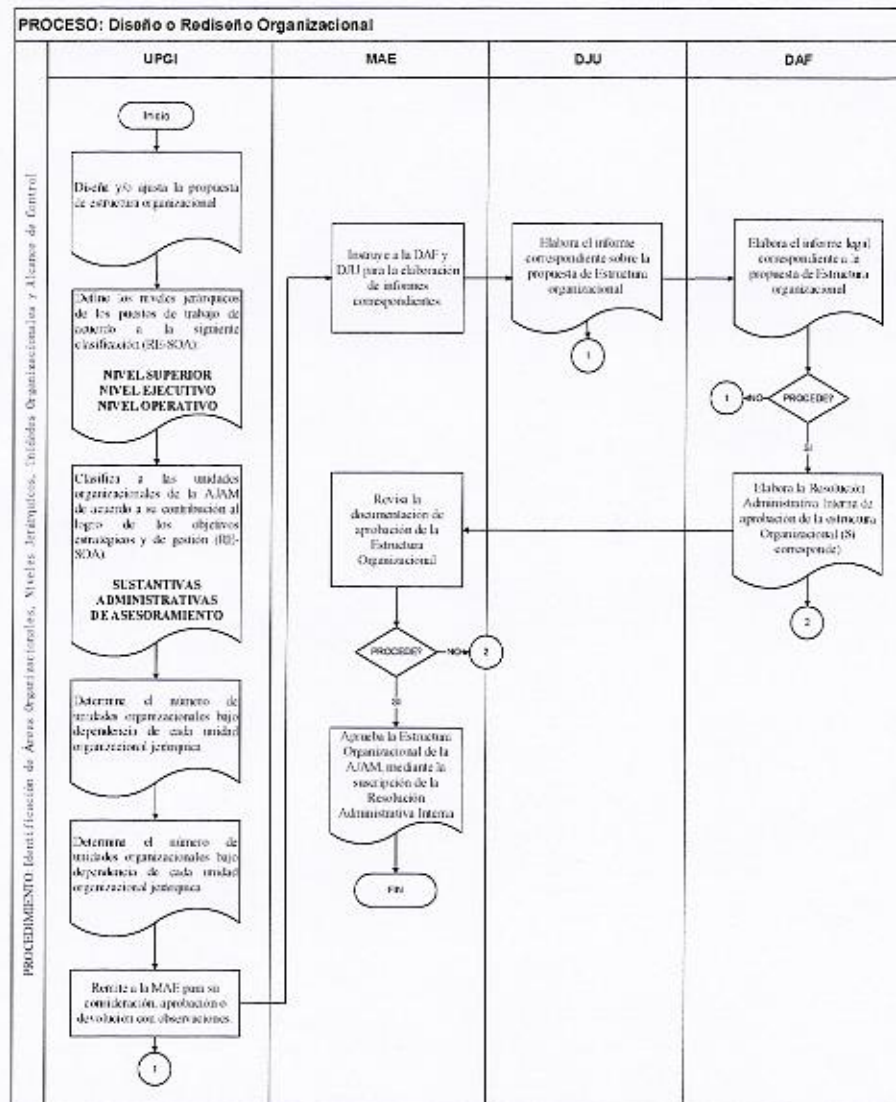 PROCESO: Diseño o Rediseño Organizacional
UPGI
MAE
DJU
DAF
PROCEDIMIENTO: Identificación de Áreas Organizacionales, Niveles Jerárquicos, Unidades Organizacionales y Alcance de Control
Inicio
Diseña y/o ajusta la propuesta
de estructura organizacional
Define los niveles jerárquicos
de los puestos de trabajo de
acuerdo a la siguiente
clasificación (RE-SOA):
NIVEL SUPERIOR
NIVEL EJECUTIVO
NIVEL OPERATIVO
Clasifica a las unidades
organizacionales de la AJAM
de acuerdo a su contribución al
logro de los objetivos
estratégicos y de gestión (RE-
SOA):
SUSTANTIVAS
ADMINISTRATIVAS
DE ASESORAMIENTO
Determina el número de
unidades organizacionales bajo
dependencia de cada unidad
organizacional jerárquica
Determina el número de
unidades organizacionales bajo
dependencia de cada unidad
organizacional jerárquica
Remite a la MAE para su
consideración, aprobación o
devolución con observaciones.
1
Instruye a la DAF y
DJU para la elaboración
de informes
correspondientes
Elabora el informe
correspondiente sobre la
propuesta de Estructura
organizacional
1
Elabora el informe legal
correspondiente a la
propuesta de Estructura
organizacional
PROCEDE?
NO
1
SI
Elabora la Resolución
Administrativa Interna de
aprobación de la estructura
Organizacional (Si
corresponde)
2
Revisa la
documentación de
aprobación de la
Estructura
Organizacional
PROCEDE?
NO
2
SI
Aprueba la Estructura
Organizacional de la
AJAM, mediante la
suscripción de la
Resolución
Administrativa Interna
FIN